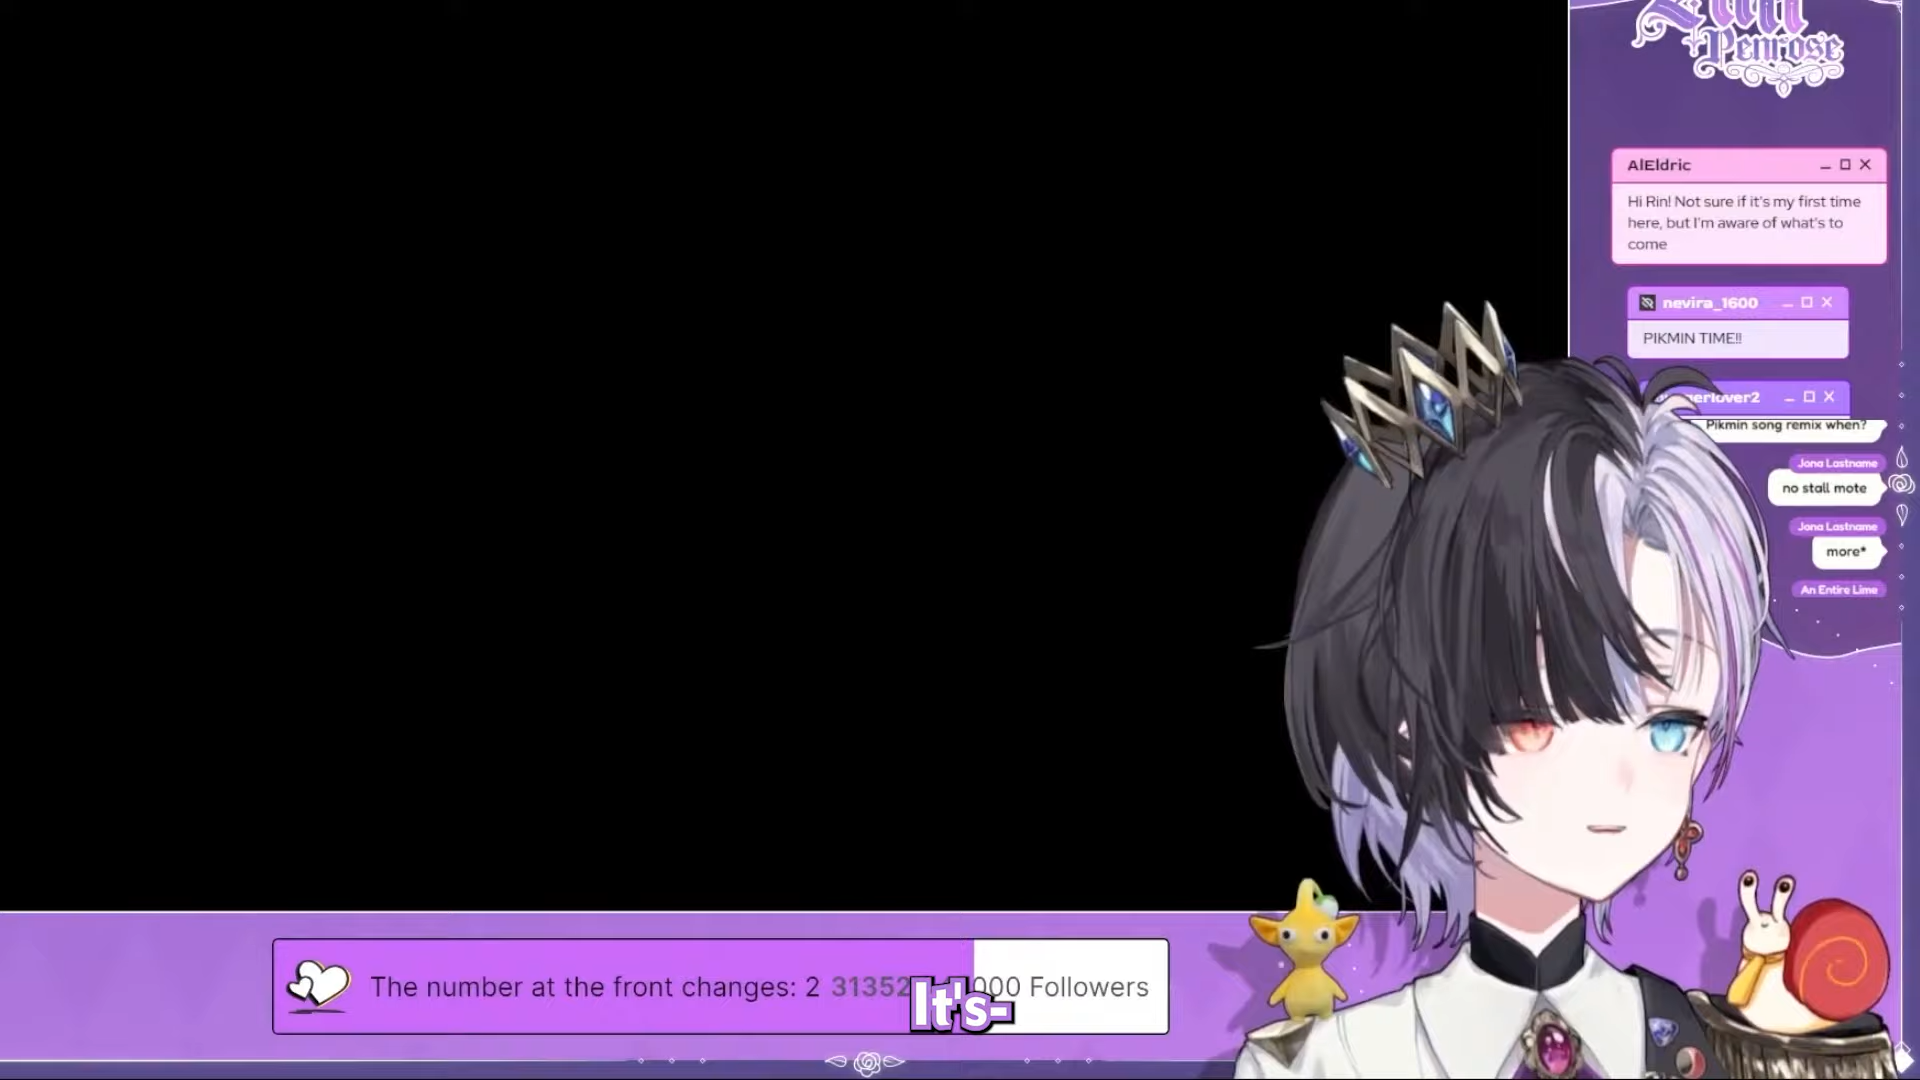 Penrose
AlEldric
Hi Rin! Not sure if it's my first time
here, but I'm aware of what's to
come
nevira_1600
PIKMIN TIME!!
Pikmin song remix when?
Jona Lastname
no stall mote
Jona Lastname
more*
An Entire Lime
The number at the front changes: 2 31352 000 Followers
It's-